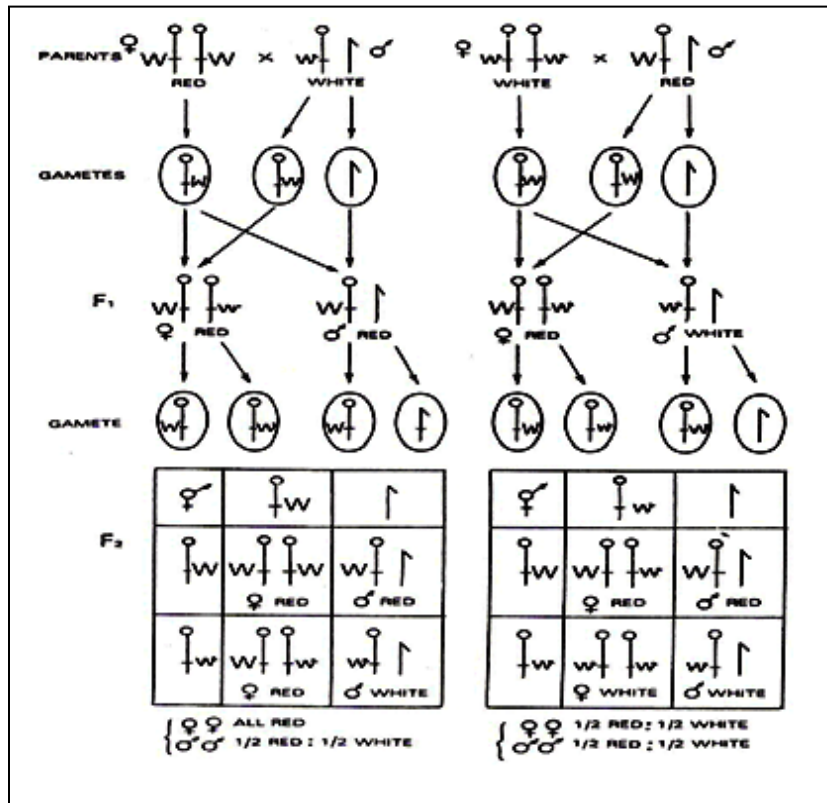 PARENTS ♀ W W × w ♂ ♀ w w × W ♂
RED WHITE WHITE RED
GAMETES W w w W
F₁ W w W W w w
♀ RED ♂ RED ♀ RED ♂ WHITE
GAMETE W w W W w w
♀♂ W ♀♂ w
F₂ W W W W W W w W
♀ RED ♂ RED ♀ RED ♂ RED
w W w w w w w w
♀ RED ♂ WHITE ♀ WHITE ♂ WHITE
{ ♀ ♀ ALL RED { ♀ ♀ 1/2 RED : 1/2 WHITE
♂ ♂ 1/2 RED : 1/2 WHITE ♂ ♂ 1/2 RED : 1/2 WHITE